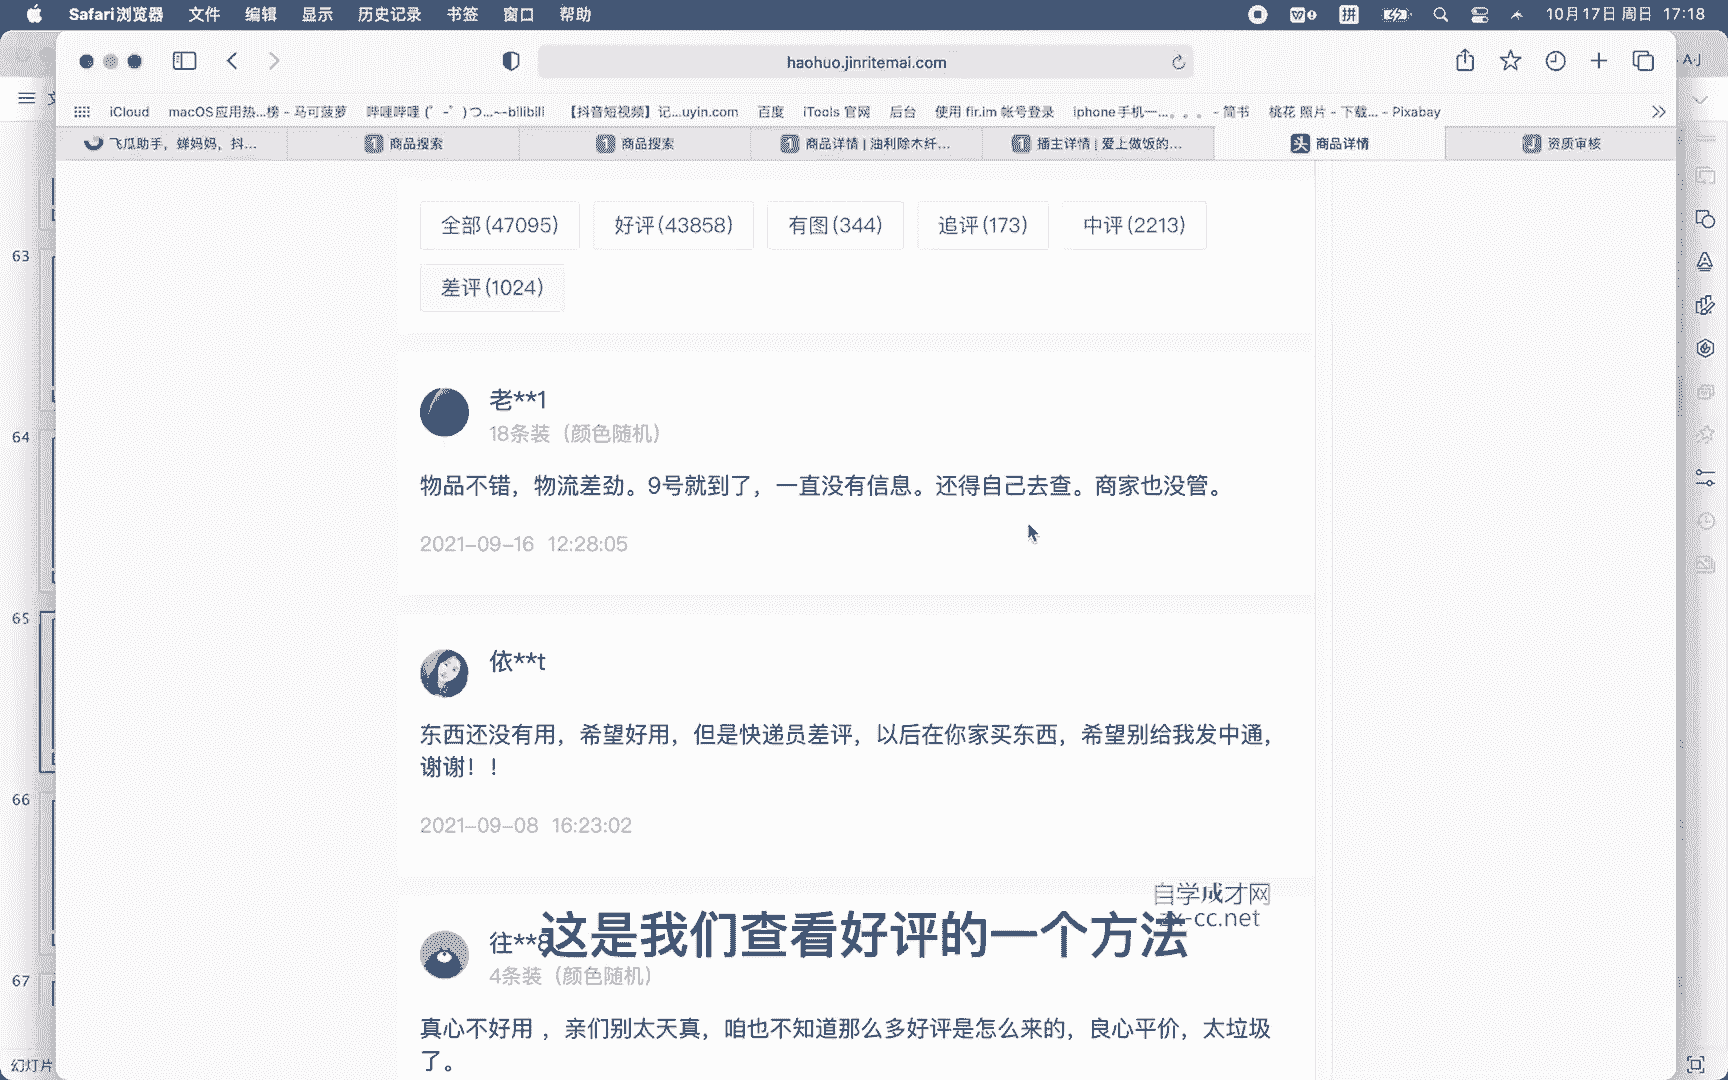 Safari浏览器 文件 编辑 显示 历史记录 书签 窗口 帮助 拼 10月17日 周日 17:18
haohuo.jinritemai.com
iCloud macOS应用热...榜 - 马可菠萝 哔哩哔哩 (゜-゜)つ...~-bilibili 【抖音短视频】记...uyin.com 百度 iTools 官网 后台 使用 fir.im 帐号登录 iphone手机一...。。。 - 简书 桃花 照片 - 下载... - Pixabay
飞瓜助手，蝉妈妈，抖... 商品搜索 商品搜索 商品详情 | 油利除木纤... 播主详情 | 爱上做饭的... 头 商品详情 资质审核
全部(47095) 好评(43858) 有图(344) 追评(173) 中评(2213)
差评(1024)
63
64
65
66
67
老**1
18条装（颜色随机）
物品不错，物流差劲。9号就到了，一直没有信息。还得自己去查。商家也没管。
2021-09-16 12:28:05
依**t
东西还没有用，希望好用，但是快递员差评，以后在你家买东西，希望别给我发中通，
谢谢！！
2021-09-08 16:23:02
自学成才网
zx-cc.net
这是我们查看好评的一个方法
往**8
4条装（颜色随机）
真心不好用 ，亲们别太天真，咱也不知道那么多好评是怎么来的，良心平价，太垃圾
了。
幻灯片